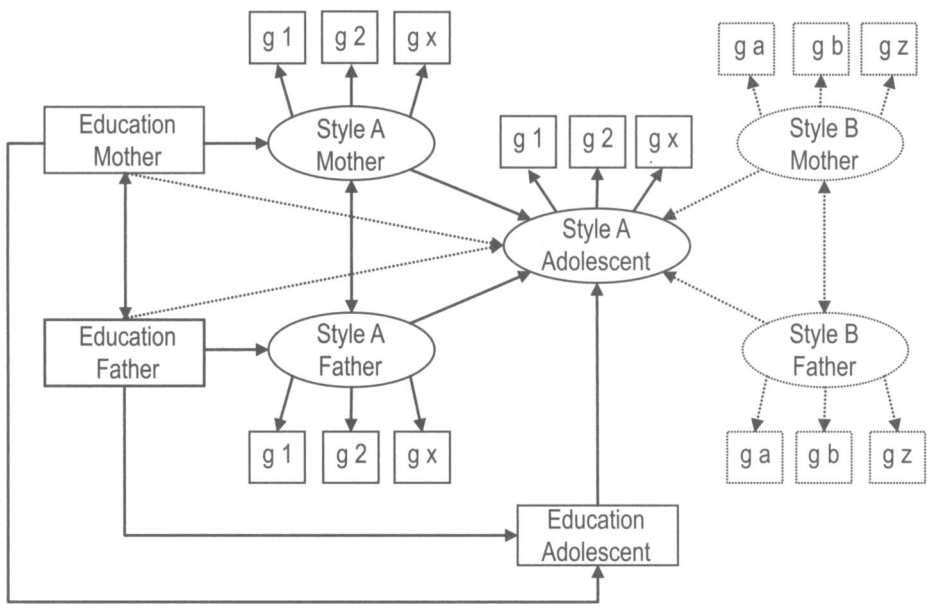 g 1
g 2
g x
g a
g b
g z
Education
Mother
Style A
Mother
g 1
g 2
g x
Style B
Mother
Style A
Adolescent
Education
Father
Style A
Father
Style B
Father
g 1
g 2
g x
g a
g b
g z
Education
Adolescent